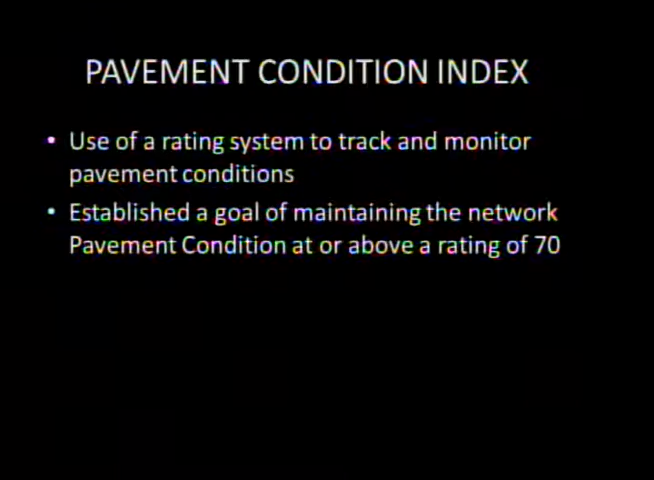 PAVEMENT CONDITION INDEX
• Use of a rating system to track and monitor
pavement conditions
• Established a goal of maintaining the network
Pavement Condition at or above a rating of 70